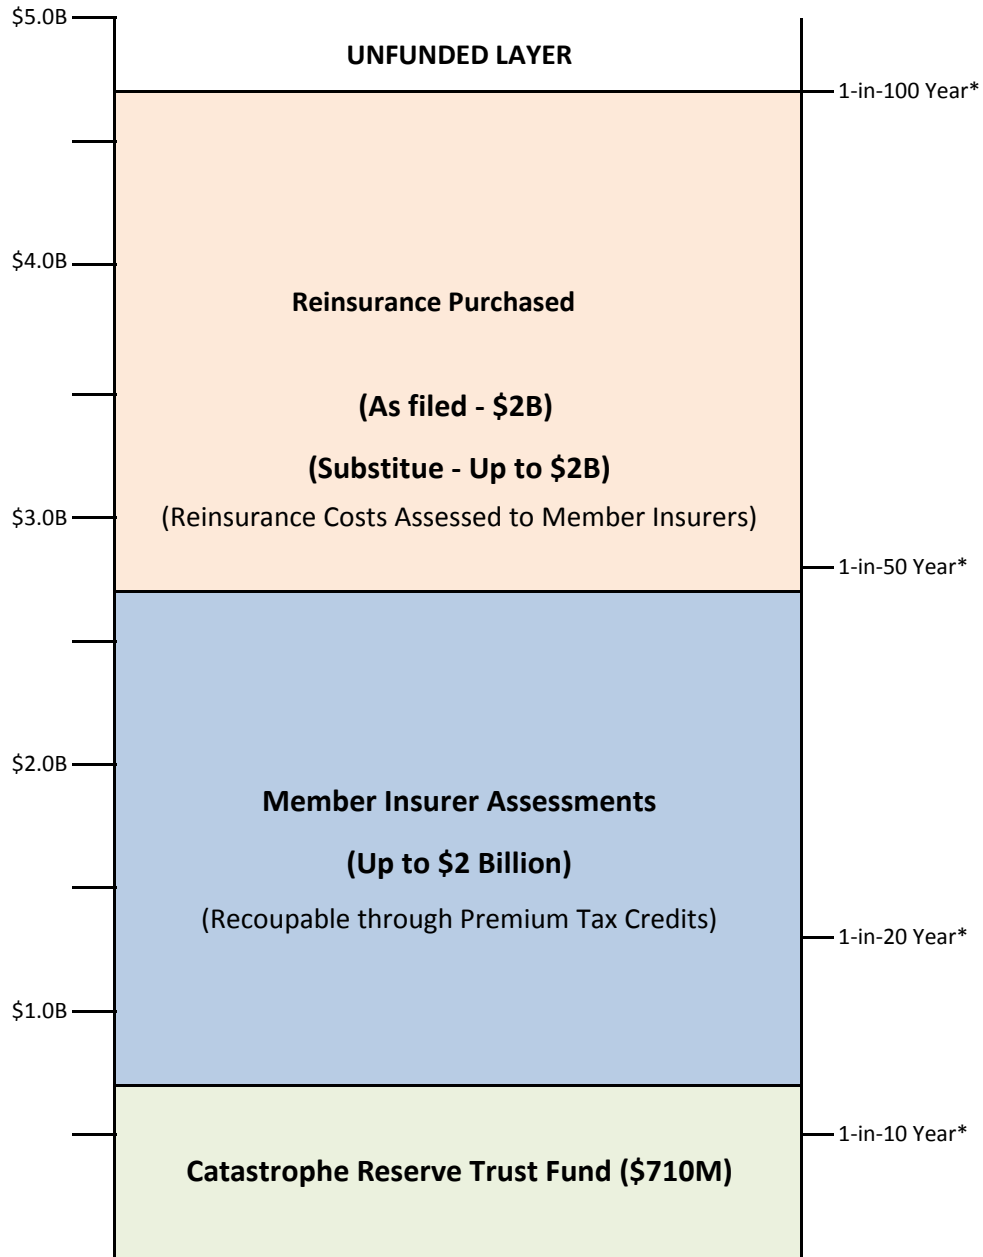 $5.0B
UNFUNDED LAYER
1-in-100 Year*
$4.0B
Reinsurance Purchased
(As filed - $2B)
(Substitue - Up to $2B)
$3.0B
(Reinsurance Costs Assessed to Member Insurers)
1-in-50 Year*
$2.0B
Member Insurer Assessments
(Up to $2 Billion)
(Recoupable through Premium Tax Credits)
1-in-20 Year*
$1.0B
1-in-10 Year*
Catastrophe Reserve Trust Fund ($710M)